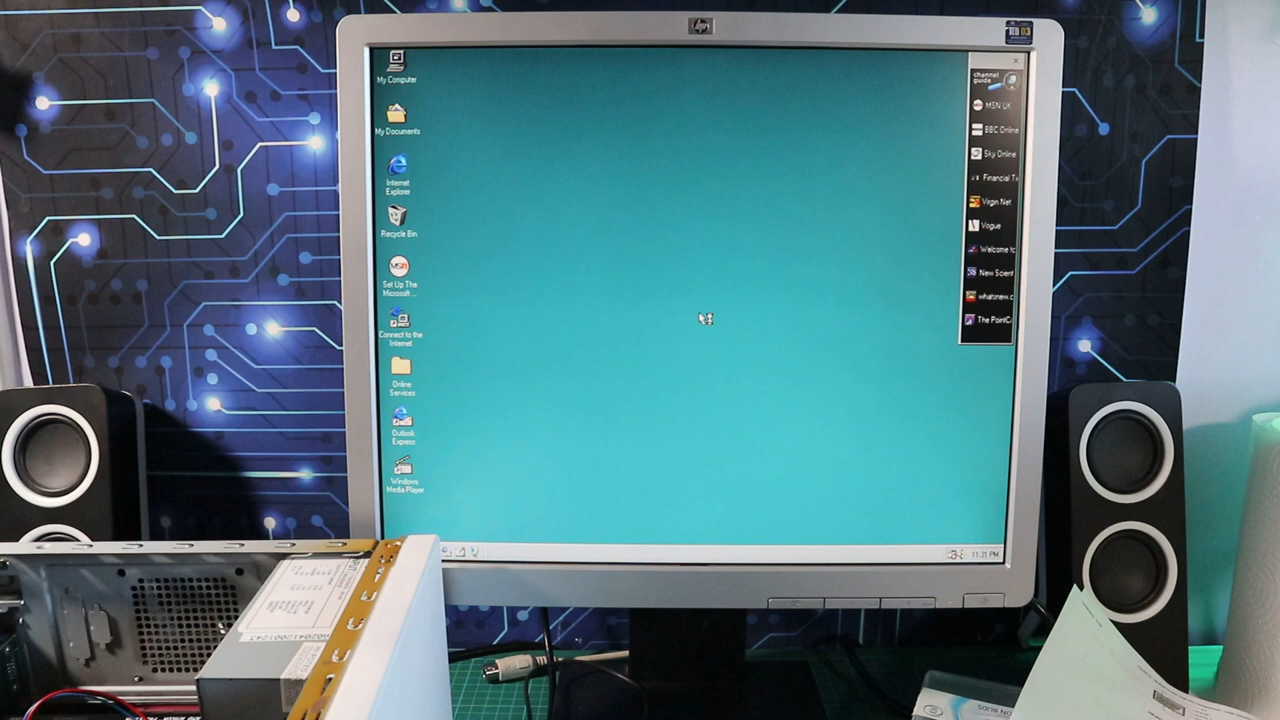 hp
My Computer
My Documents
Internet
Explorer
Recycle Bin
msn
Set Up The
Microsoft ...
Connect to the
Internet
Online
Services
Outlook
Express
Windows
Media Player
channel
guide
MSN UK
BBC Online
Sky Online
Financial Ti
Virgin Net
Vogue
Welcome to
New Scient
whatsnew.c
The PointC
11:31 PM